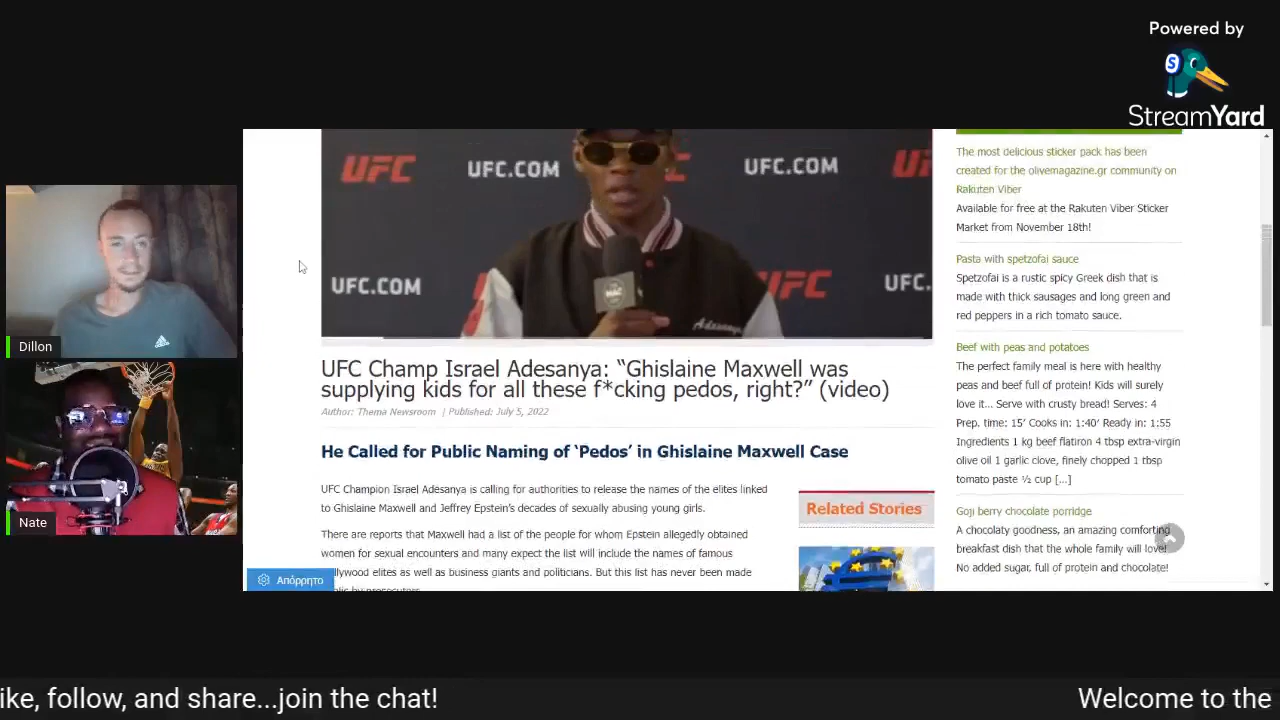 Powered by
StreamYard
UFC
UFC.COM
UFC.COM
UFC.COM
UFC
UFC.
Adesanya
Dillon
Nate
UFC Champ Israel Adesanya: “Ghislaine Maxwell was
supplying kids for all these f*cking pedos, right?” (video)
Author: Thema Newsroom | Published: July 5, 2022
He Called for Public Naming of ‘Pedos’ in Ghislaine Maxwell Case
UFC Champion Israel Adesanya is calling for authorities to release the names of the elites linked
to Ghislaine Maxwell and Jeffrey Epstein’s decades of sexually abusing young girls.
There are reports that Maxwell had a list of the people for whom Epstein allegedly obtained
women for sexual encounters and many expect the list will include the names of famous
llywood elites as well as business giants and politicians. But this list has never been made
Απόρρητο
Related Stories
The most delicious sticker pack has been
created for the olivemagazine.gr community on
Rakuten Viber
Available for free at the Rakuten Viber Sticker
Market from November 18th!
Pasta with spetzofai sauce
Spetzofai is a rustic spicy Greek dish that is
made with thick sausages and long green and
red peppers in a rich tomato sauce.
Beef with peas and potatoes
The perfect family meal is here with healthy
peas and beef full of protein! Kids will surely
love it... Serve with crusty bread! Serves: 4
Prep. time: 15’ Cooks in: 1:40’ Ready in: 1:55
Ingredients 1 kg beef flatiron 4 tbsp extra-virgin
olive oil 1 garlic clove, finely chopped 1 tbsp
tomato paste ½ cup [...]
Goji berry chocolate porridge
A chocolaty goodness, an amazing comforting
breakfast dish that the whole family will love!
No added sugar, full of protein and chocolate!
ike, follow, and share...join the chat!
Welcome to the